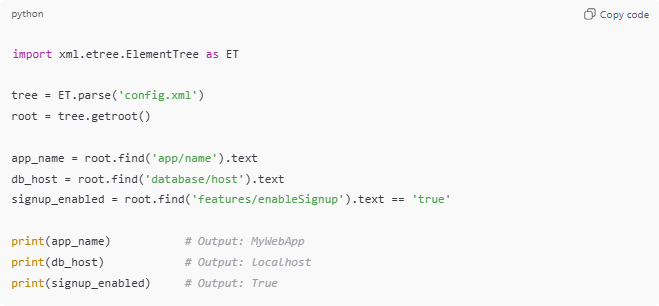 python Copy code
import xml.etree.ElementTree as ET
tree = ET.parse('config.xml')
root = tree.getroot()
app_name = root.find('app/name').text
db_host = root.find('database/host').text
signup_enabled = root.find('features/enableSignup').text == 'true'
print(app_name)           # Output: MyWebApp
print(db_host)            # Output: localhost
print(signup_enabled)     # Output: True